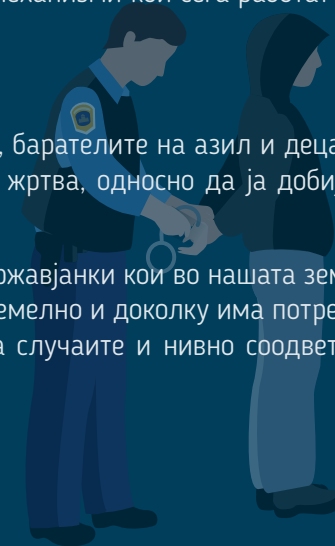 еханизми кои сега работат
, барателите на азил и деца
жртва, односно да ја доби
ржавјанки кои во нашата зем
емелно и доколку има потре
а случаите и нивно соодвет